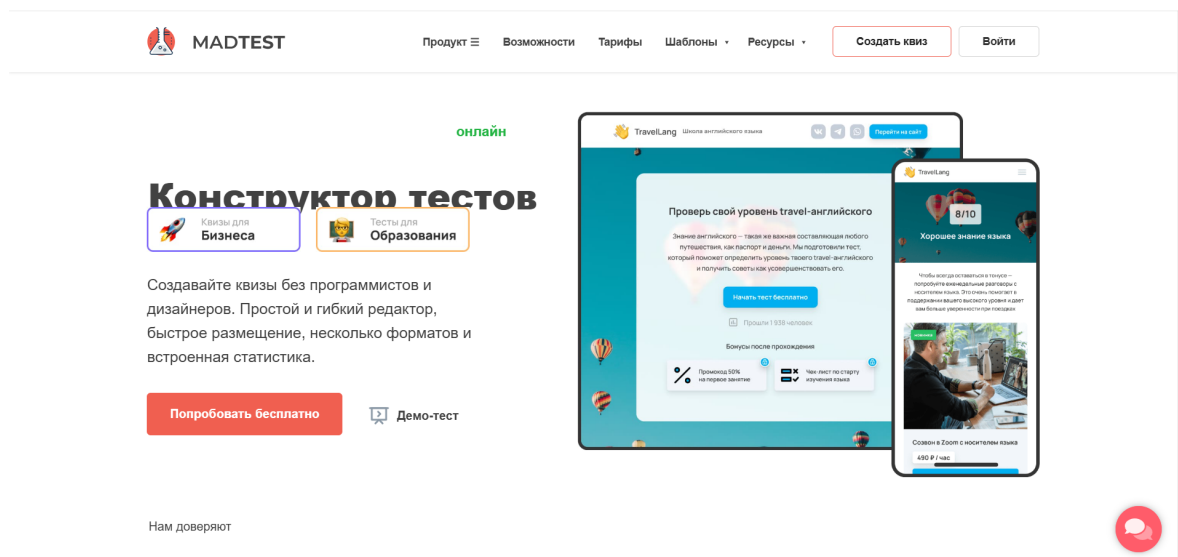 MADTEST
Продукт ☰ Возможности Тарифы Шаблоны Ресурсы Создать квиз Войти
онлайн
Конструктор тестов
Квизы для
Бизнеса
Тесты для
Образования
Создавайте квизы без программистов и
дизайнеров. Простой и гибкий редактор,
быстрое размещение, несколько форматов и
встроенная статистика.
Попробовать бесплатно
Демо-тест
TravelLang Школа английского языка Перейти на сайт
Проверь свой уровень travel-английского
Знание английского — такая же важная составляющая любого
путешествия, как паспорт и деньги. Мы подготовили тест,
который поможет определить уровень твоего travel-английского
и получить советы как усовершенствовать его.
Начать тест бесплатно
Прошли 1 938 человек
Бонусы после прохождения
Промокод 50%
на первое занятие
Чек-лист по старту
изучения языка
TravelLang
8/10
Хорошее знание языка
Чтобы всегда оставаться в тонусе —
попробуйте еженедельные разговоры с
носителем языка. Это очень помогает в
поддержании вашего высокого уровня и дает
вам больше уверенности при поездках
Созвон в Zoom с носителем языка
490 ₽ / час
Нам доверяют